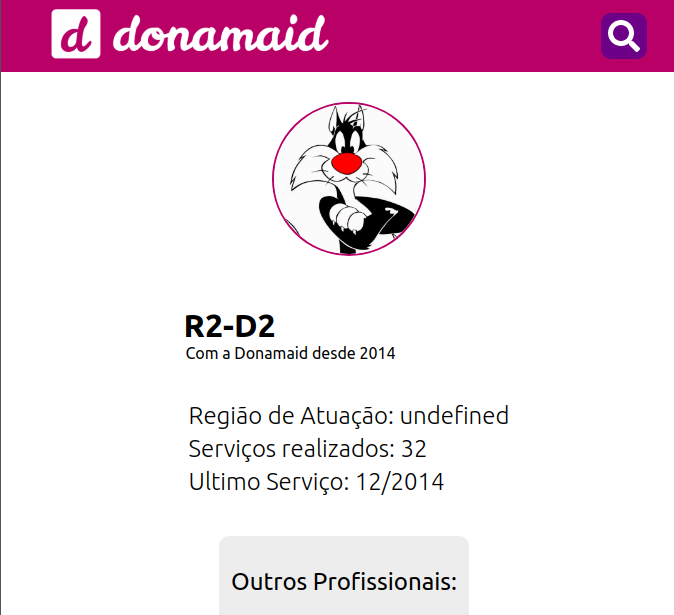 d donamaid
R2-D2
Com a Donamaid desde 2014
Região de Atuação: undefined
Serviços realizados: 32
Ultimo Serviço: 12/2014
Outros Profissionais: